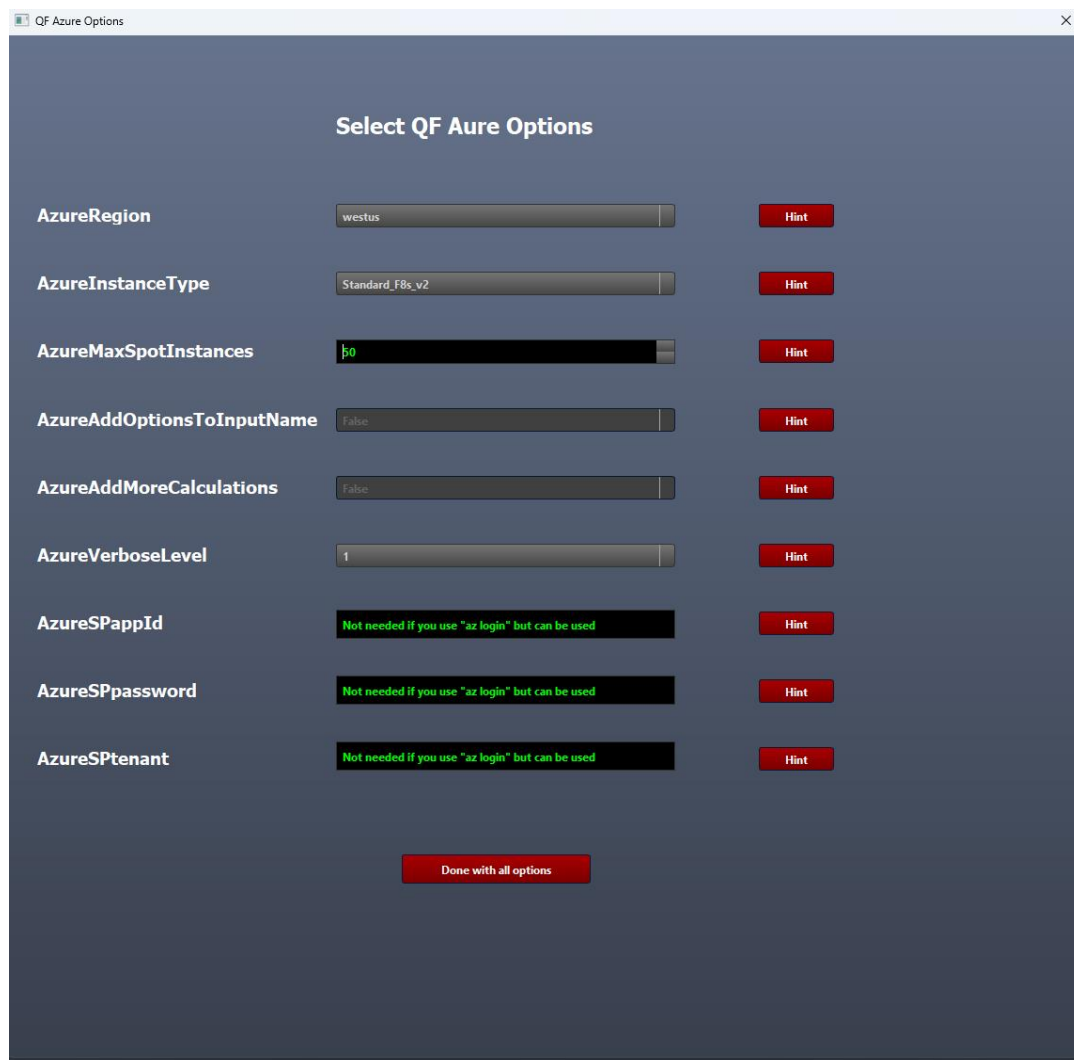 QF Azure Options
Select QF Aure Options
AzureRegion westus Hint
AzureInstanceType Standard_F8s_v2 Hint
AzureMaxSpotInstances 50 Hint
AzureAddOptionsToInputName False Hint
AzureAddMoreCalculations False Hint
AzureVerboseLevel 1 Hint
AzureSPappId Not needed if you use "az login" but can be used Hint
AzureSPpassword Not needed if you use "az login" but can be used Hint
AzureSPtenant Not needed if you use "az login" but can be used Hint
Done with all options